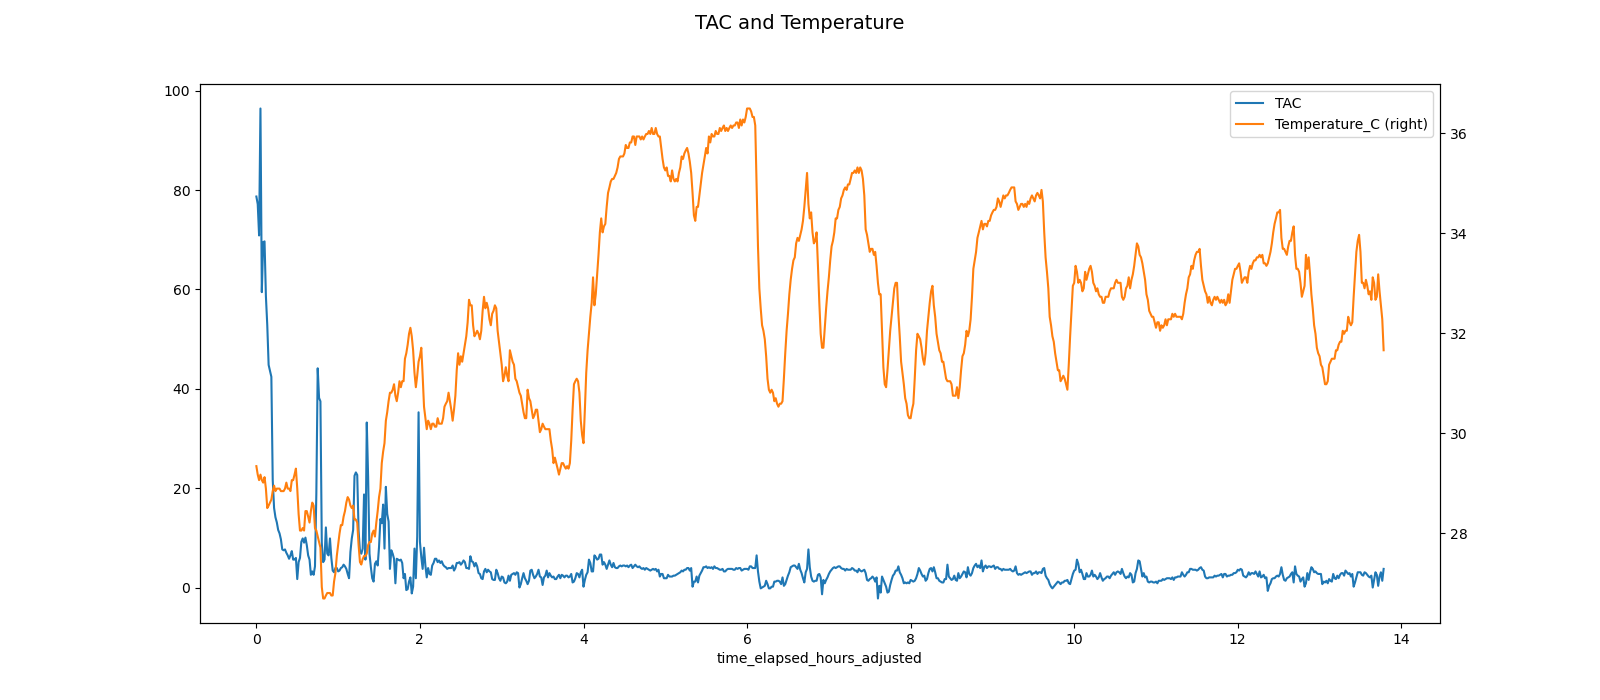 TAC and Temperature
TAC
Temperature_C (right)
100
80
60
40
20
0
36
34
32
30
28
0 2 4 6 8 10 12 14
time_elapsed_hours_adjusted